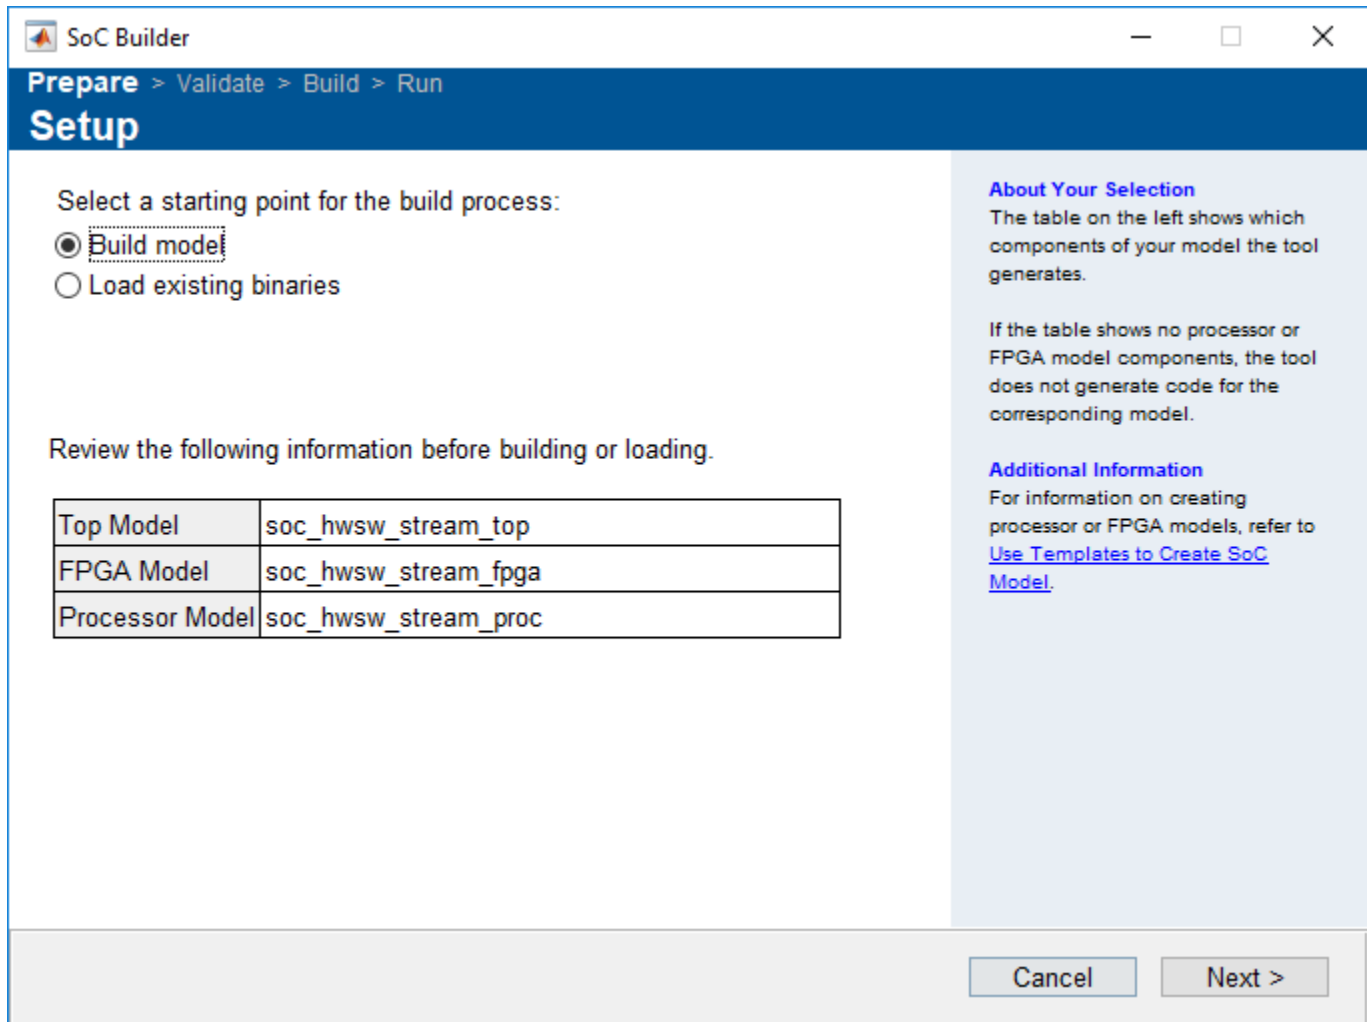 SoC Builder
Prepare > Validate > Build > Run
Setup
Select a starting point for the build process:
Build model
Load existing binaries
Review the following information before building or loading.
Top Model soc_hwsw_stream_top
FPGA Model soc_hwsw_stream_fpga
Processor Model soc_hwsw_stream_proc
About Your Selection
The table on the left shows which
components of your model the tool
generates.
If the table shows no processor or
FPGA model components, the tool
does not generate code for the
corresponding model.
Additional Information
For information on creating
processor or FPGA models, refer to
Use Templates to Create SoC
Model.
Cancel Next >